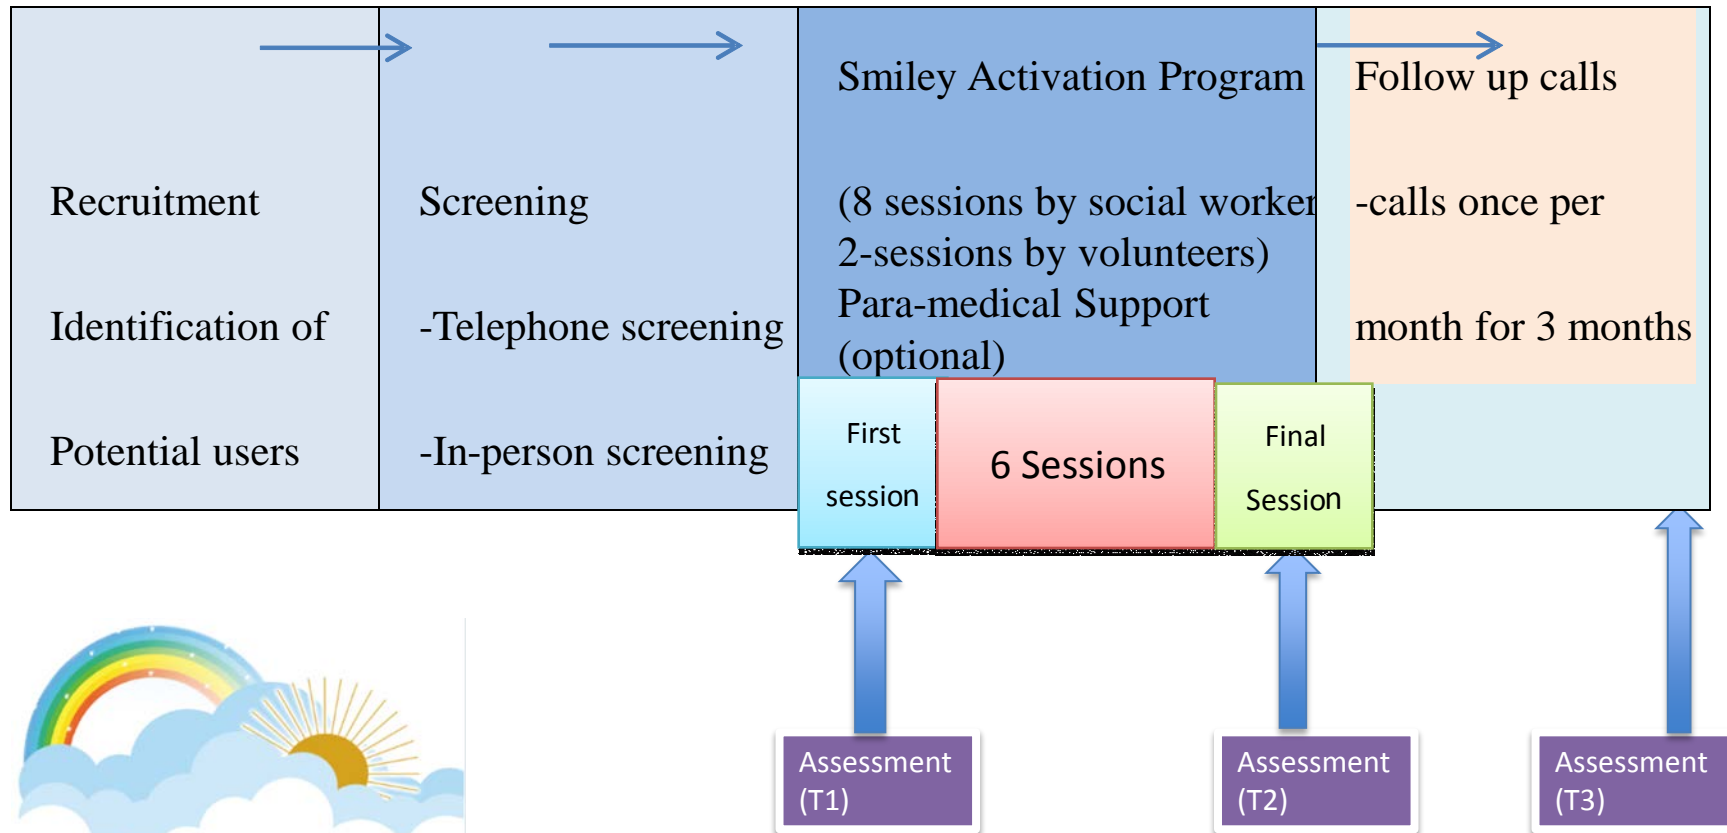 Recruitment
Identification of
Potential users
Screening
-Telephone screening
-In-person screening
Smiley Activation Program
(8 sessions by social worker
2-sessions by volunteers)
Para-medical Support
(optional)
Follow up calls
-calls once per
month for 3 months
First
session
6 Sessions
Final
Session
Assessment
(T1)
Assessment
(T2)
Assessment
(T3)